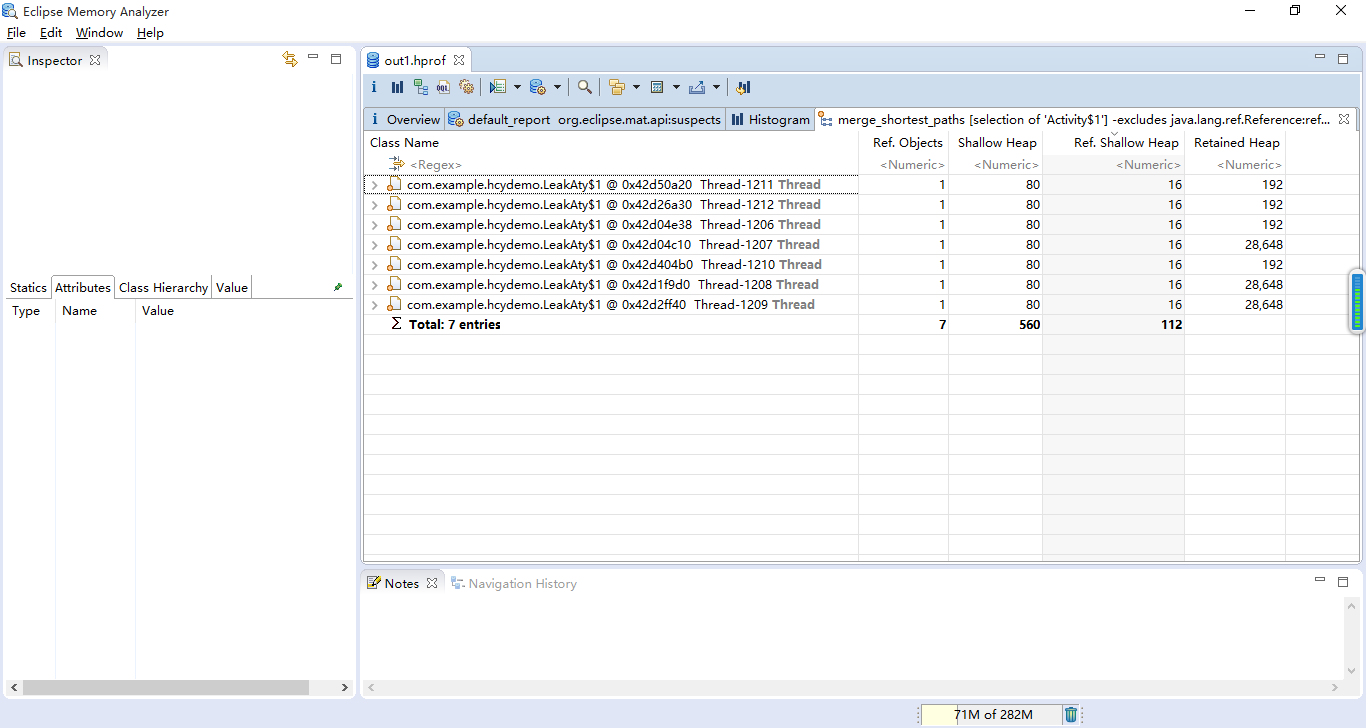 Eclipse Memory Analyzer
File Edit Window Help
Inspector
out1.hprof
Overview default_report org.eclipse.mat.api:suspects Histogram merge_shortest_paths [selection of 'Activity$1'] -excludes java.lang.ref.Reference:ref...
Class Name Ref. Objects Shallow Heap Ref. Shallow Heap Retained Heap
<Regex> <Numeric> <Numeric> <Numeric> <Numeric>
com.example.hcydemo.LeakAty$1 @ 0x42d50a20 Thread-1211 Thread 1 80 16 192
com.example.hcydemo.LeakAty$1 @ 0x42d26a30 Thread-1212 Thread 1 80 16 192
com.example.hcydemo.LeakAty$1 @ 0x42d04e38 Thread-1206 Thread 1 80 16 192
com.example.hcydemo.LeakAty$1 @ 0x42d04c10 Thread-1207 Thread 1 80 16 28,648
com.example.hcydemo.LeakAty$1 @ 0x42d404b0 Thread-1210 Thread 1 80 16 192
com.example.hcydemo.LeakAty$1 @ 0x42d1f9d0 Thread-1208 Thread 1 80 16 28,648
com.example.hcydemo.LeakAty$1 @ 0x42d2ff40 Thread-1209 Thread 1 80 16 28,648
Σ Total: 7 entries 7 560 112
Statics Attributes Class Hierarchy Value
Type Name Value
Notes Navigation History
71M of 282M